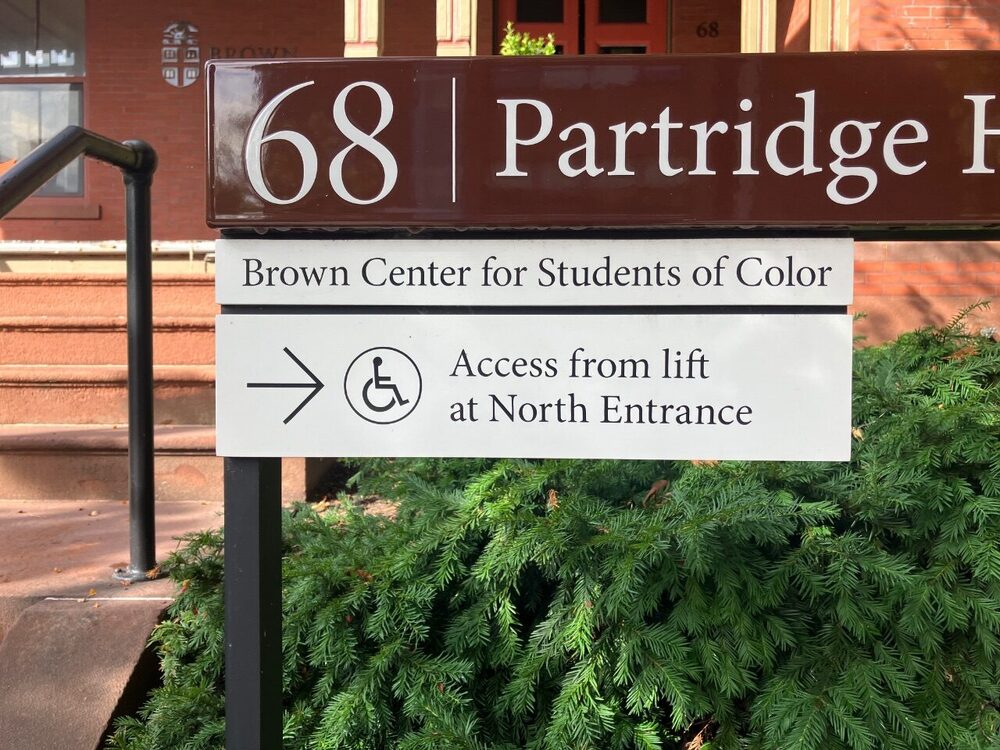 BROWN
68
68 | Partridge H
Brown Center for Students of Color
Access from lift
at North Entrance